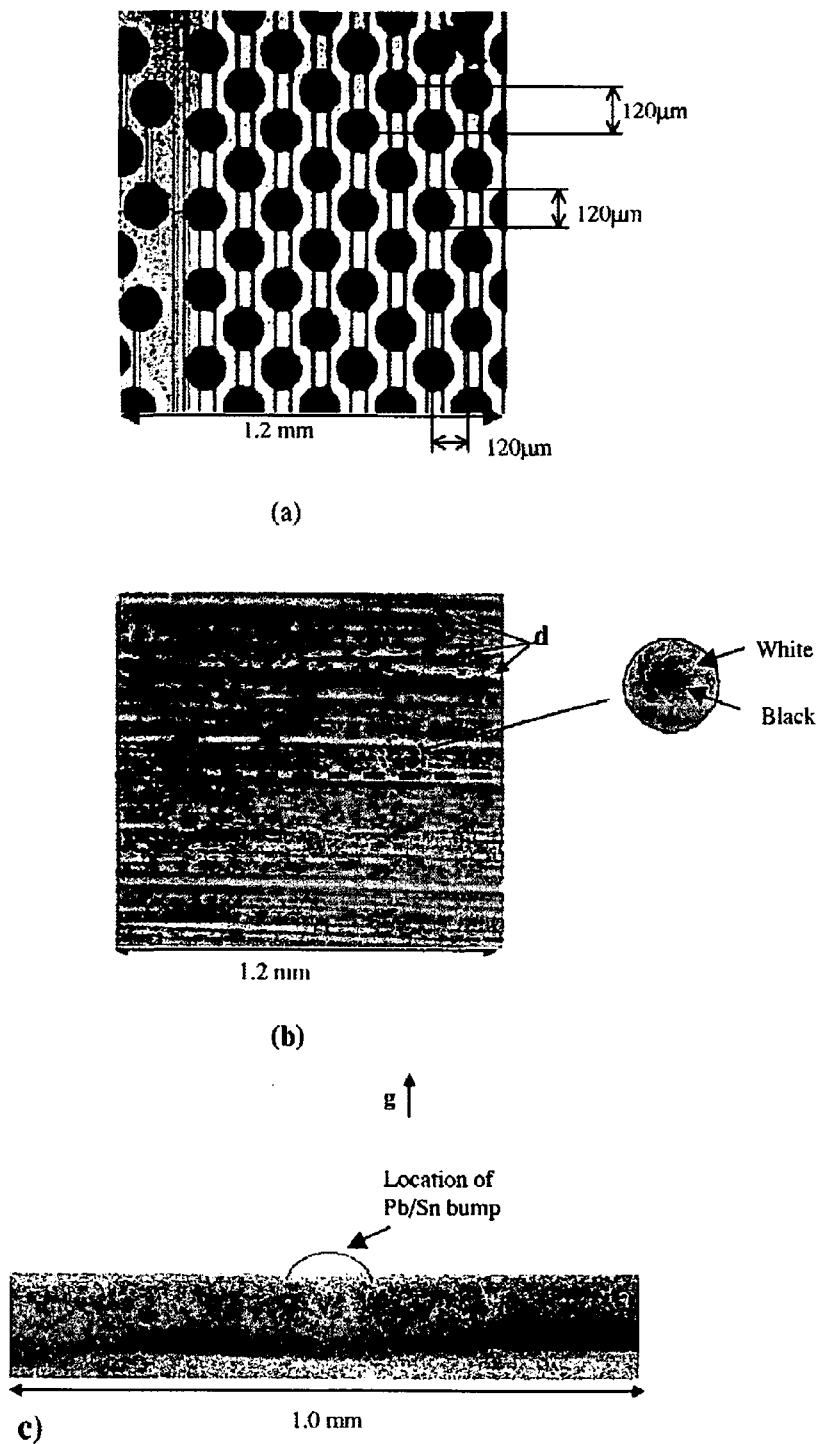 120μm
120μm
1.2 mm
120μm
(a)
d
White
Black
1.2 mm
(b)
g
Location of
Pb/Sn bump
1.0 mm
c)